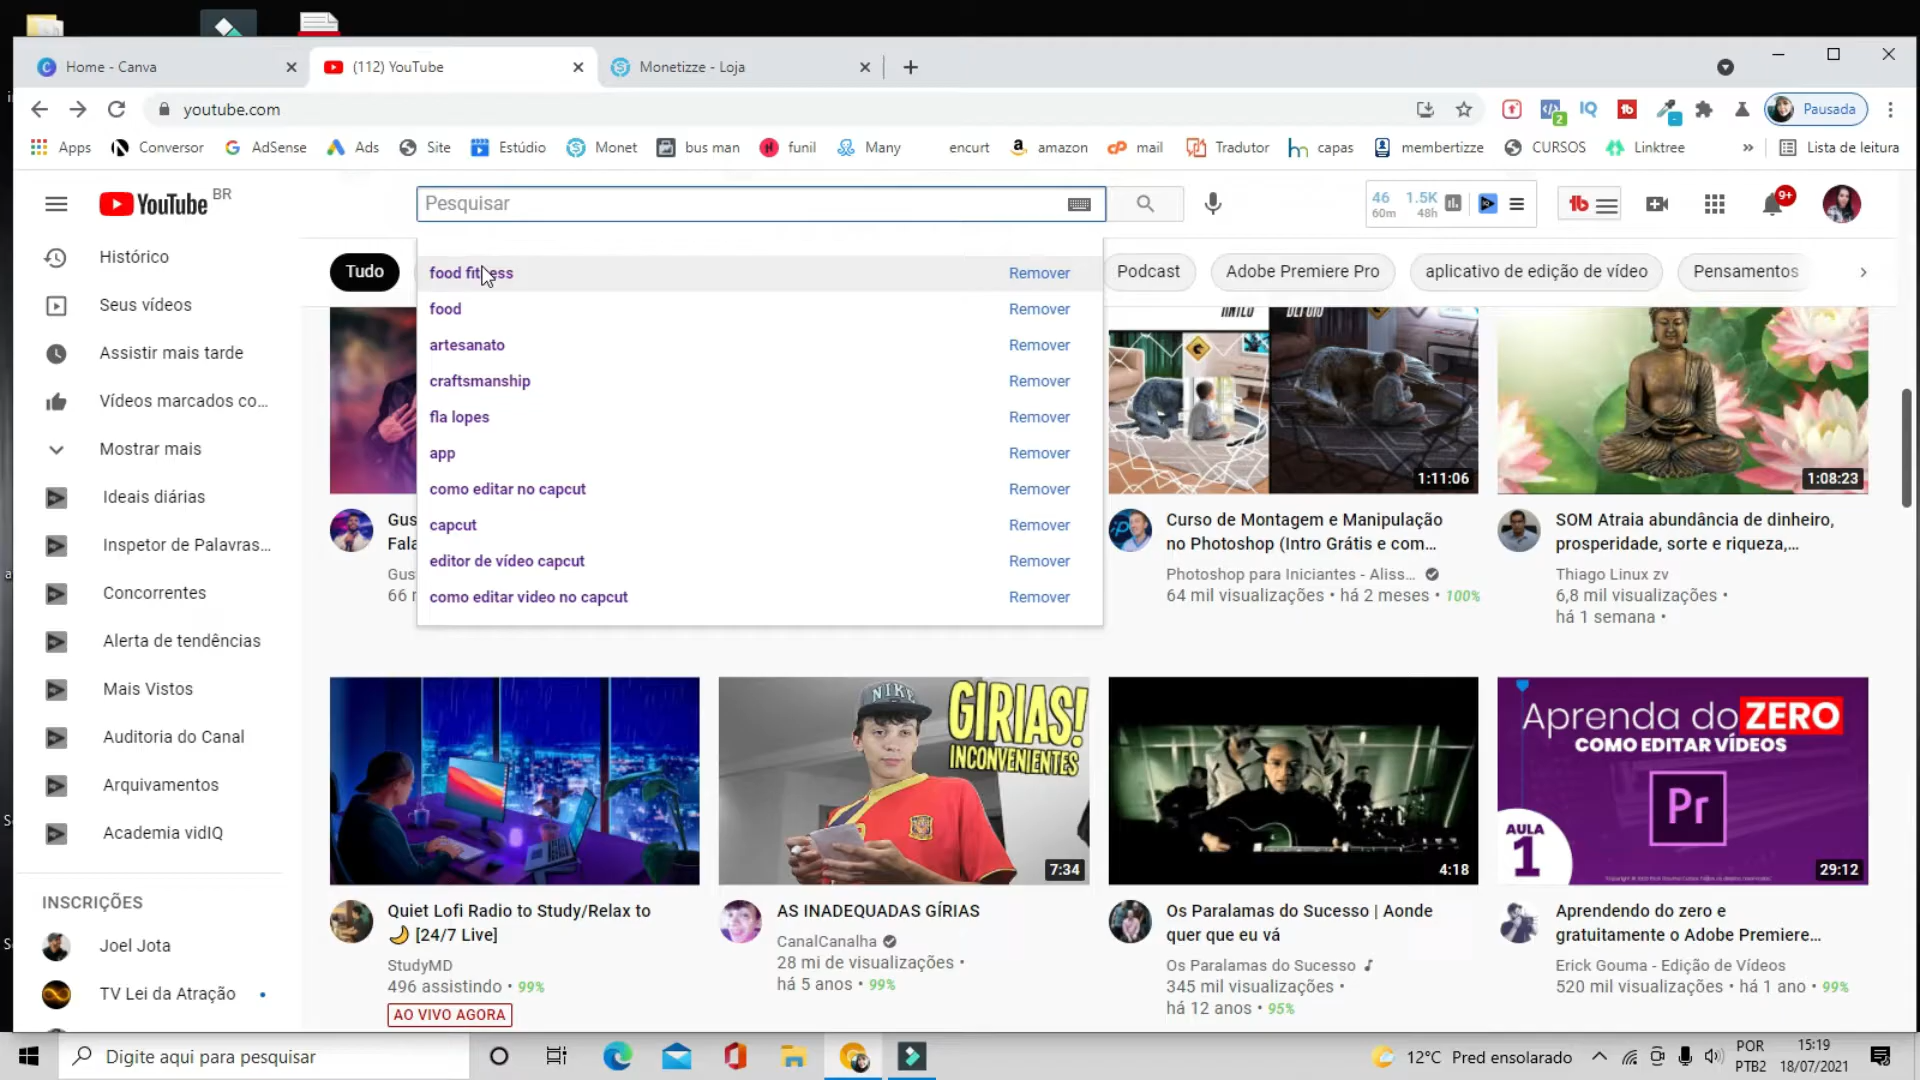 Home - Canva
(112) YouTube
Monetizze - Loja
youtube.com
Pausada
Apps
Conversor
AdSense
Ads
Site
Estúdio
Monet
bus man
funil
Many
encurt
amazon
mail
Tradutor
capas
membertizze
CURSOS
Linktree
Lista de leitura
YouTube BR
Pesquisar
46
60m
1.5K
48h
9+
Histórico
Seus vídeos
Assistir mais tarde
Vídeos marcados co...
Mostrar mais
Ideais diárias
Inspetor de Palavras...
Concorrentes
Alerta de tendências
Mais Vistos
Auditoria do Canal
Arquivamentos
Academia vidIQ
INSCRIÇÕES
Joel Jota
TV Lei da Atração
Tudo
Podcast
Adobe Premiere Pro
aplicativo de edição de vídeo
Pensamentos
food fitness Remover
food Remover
artesanato Remover
craftsmanship Remover
fla lopes Remover
app Remover
como editar no capcut Remover
capcut Remover
editor de vídeo capcut Remover
como editar video no capcut Remover
Gus
Fala
Gus
66 m
1:11:06
Curso de Montagem e Manipulação
no Photoshop (Intro Grátis e com...
Photoshop para Iniciantes - Aliss...
64 mil visualizações • há 2 meses • 100%
1:08:23
SOM Atraia abundância de dinheiro,
prosperidade, sorte e riqueza,...
Thiago Linux zv
6,8 mil visualizações •
há 1 semana •
Quiet Lofi Radio to Study/Relax to
🌙 [24/7 Live]
StudyMD
496 assistindo • 99%
AO VIVO AGORA
NIKE
GIRIAS!
INCONVENIENTES
7:34
AS INADEQUADAS GÍRIAS
CanalCanalha
28 mi de visualizações •
há 5 anos • 99%
4:18
Os Paralamas do Sucesso | Aonde
quer que eu vá
Os Paralamas do Sucesso
345 mil visualizações •
há 12 anos • 95%
Aprenda do ZERO
COMO EDITAR VÍDEOS
Pr
AULA
1
29:12
Aprendendo do zero e
gratuitamente o Adobe Premiere...
Erick Gouma - Edição de Vídeos
520 mil visualizações • há 1 ano • 99%
Digite aqui para pesquisar
12°C Pred ensolarado
POR
PTB2
15:19
18/07/2021